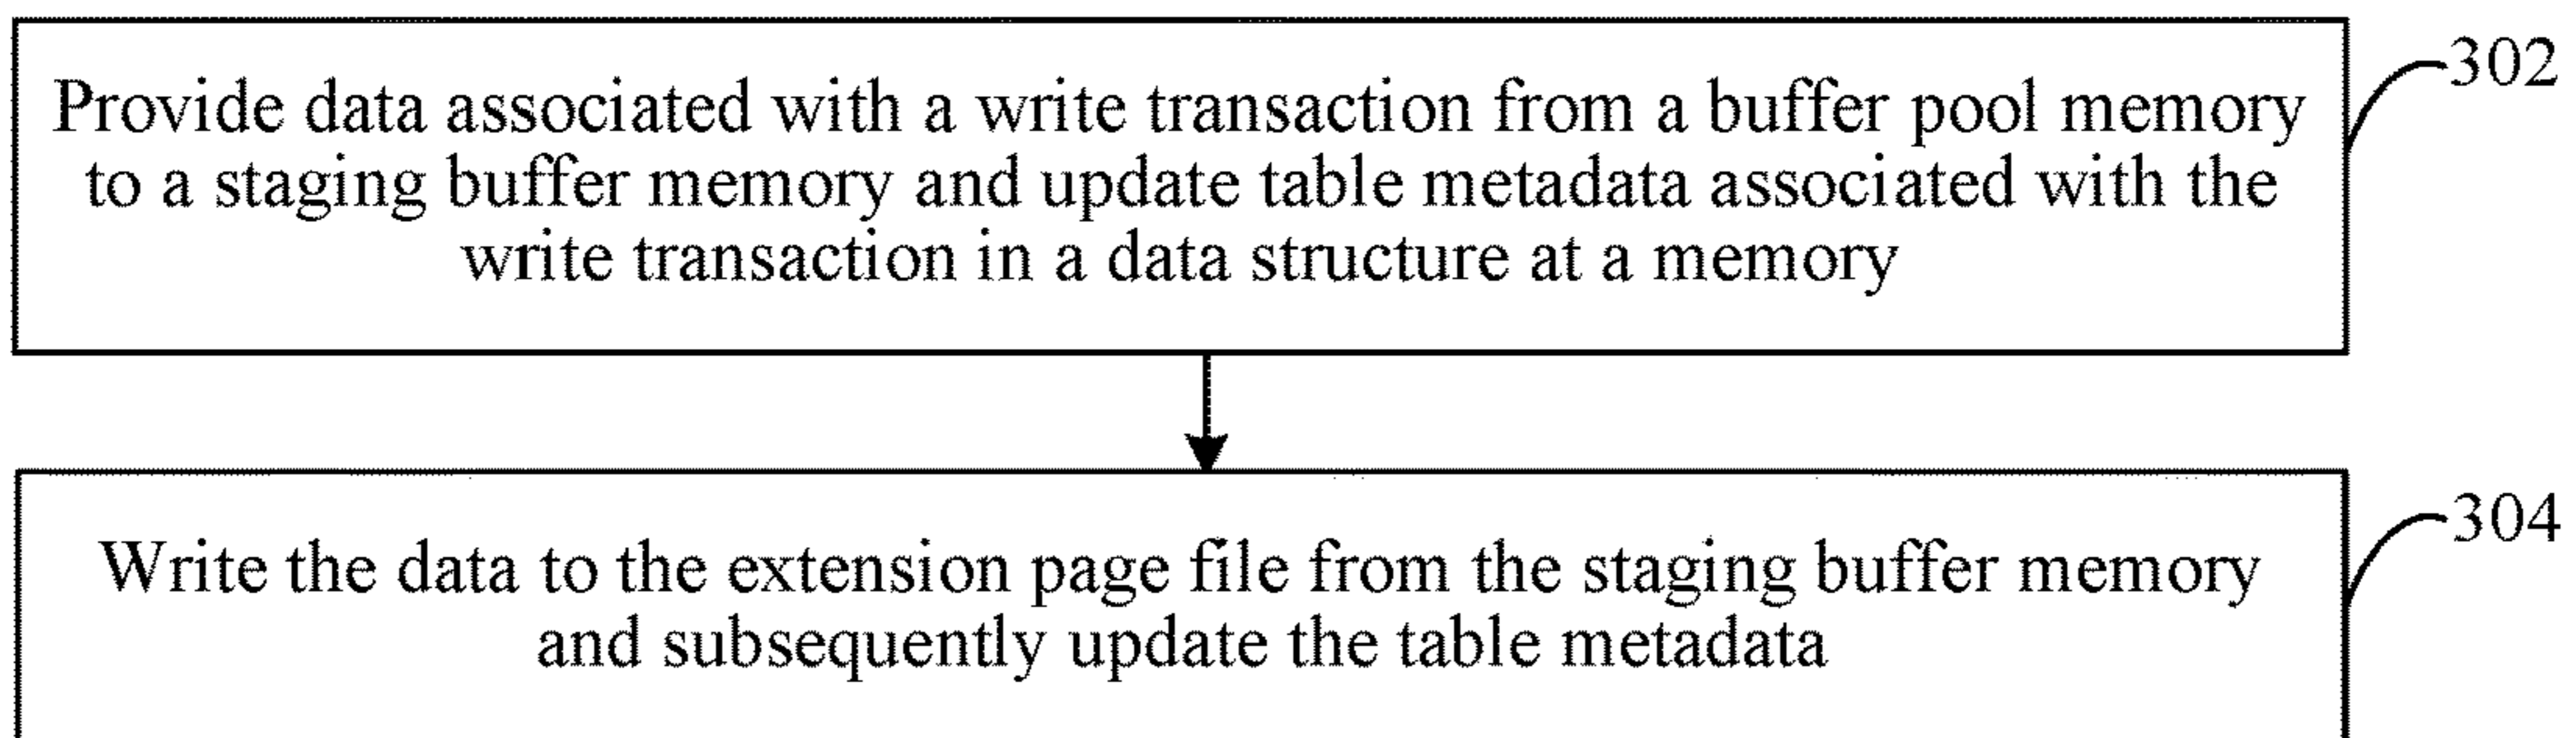 302
Provide data associated with a write transaction from a buffer pool memory
to a staging buffer memory and update table metadata associated with the
write transaction in a data structure at a memory
304
Write the data to the extension page file from the staging buffer memory
and subsequently update the table metadata